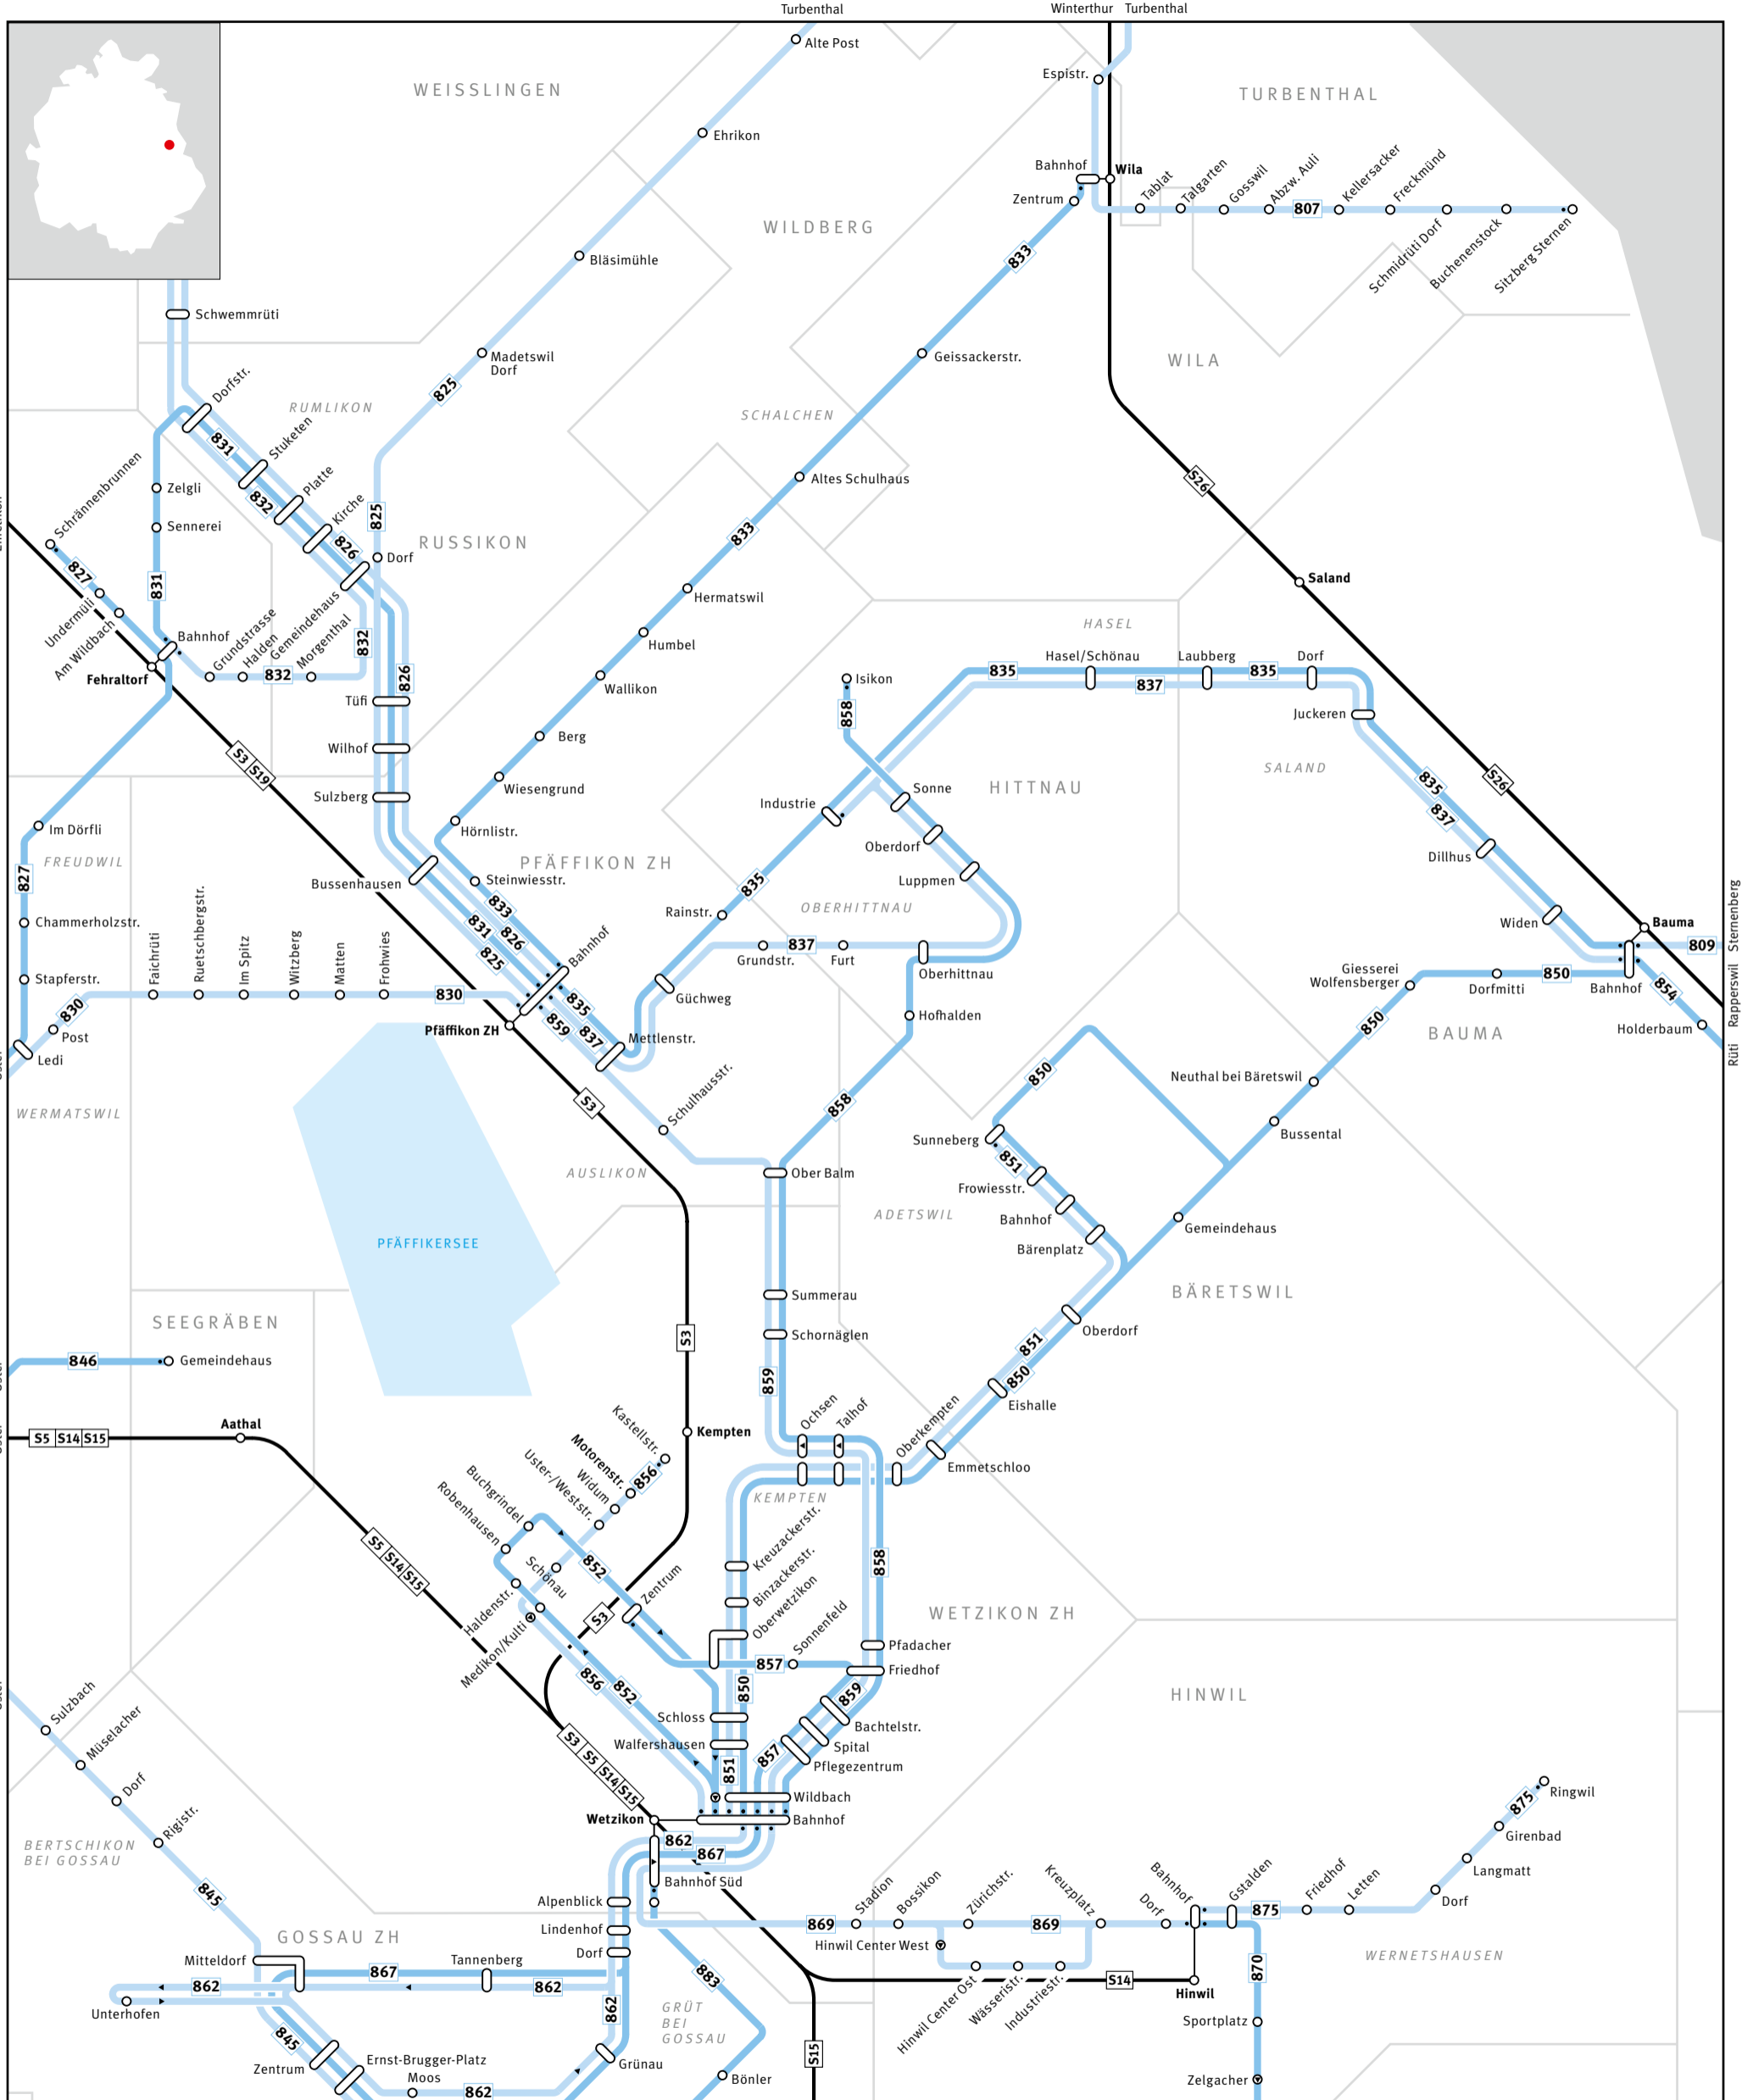 Turbenthal
Winterthur
Turbenthal
Alte Post
Espistr.
WEISSLINGEN
TURBENTHAL
Ehrikon
Bahnhof
Wila
Zentrum
Tablat
Talgarten
Gosswil
Abzw. Auli
807
Kellersacker
Freckmünd
Schmidrüti Dorf
Buchenenstock
Sitzberg Sternen
WILDBERG
833
Bläsimühle
Schwemmrüti
Madetswil
Dorf
Geissackerstr.
WILA
825
Dorfstr.
RUMLIKON
SCHALCHEN
831
Stuketen
Schrännenbrunnen
Zelgli
832
Platte
Altes Schulhaus
S26
Sennerei
Kirche
825
826
RUSSIKON
833
Dorf
827
831
Saland
Undermüli
Hermatswil
Am Wildbach
Bahnhof
Grundstrasse
Halden
Gemeindehaus
Morgenthal
832
HASEL
Humbel
Fehraltorf
832
826
Wallikon
Isikon
835
Hasel/Schönau
Laubberg
Dorf
837
835
Tüfi
858
Juckeren
Wilhof
Berg
S3
S19
SALAND
Wiesengrund
Sonne
HITTNAU
835
S26
Sulzberg
Industrie
837
Im Dörfli
Hörnlistr.
Oberdorf
FREUDWIL
PFÄFFIKON ZH
Dillhus
827
Bussenhausen
Steinwiesstr.
835
Luppmen
833
Rainstr.
OBERHITTNAU
Chammerholzstr.
831
826
Widen
Bauma
825
Bahnhof
837
809
Sternenberg
Faichrüti
Ruetschbergstr.
Im Spitz
Witzberg
Matten
Frohwies
Grundstr.
Furt
Oberhittnau
Giesserei
Wolfensberger
Dorfmitti
850
Bahnhof
854
Stapferstr.
830
830
835
Güchweg
Rapperswil
Holderbaum
Rüti
Post
Pfäffikon ZH
859
837
Hofhalden
850
BAUMA
Ledi
Mettlenstr.
S3
Schulhausstr.
858
850
Neuthal bei Bäretswil
WERMATSWIL
Bussental
Sunneberg
AUSLIKON
Ober Balm
851
Frowiesstr.
ADETSWIL
Bahnhof
Gemeindehaus
PFÄFFIKERSEE
Bärenplatz
Summerau
BÄRETSWIL
SEEGRÄBEN
Schornäglen
Oberdorf
S3
851
846
Gemeindehaus
859
850
Eishalle
Aathal
S5
S14
S15
Kastellstr.
Kempten
Ochsen
Talhof
Oberkempten
Motorenstr.
856
Emmetschloo
Widum
Uster-/Weststr.
Buchgrindel
KEMPTEN
Robenhausen
Kreuzackerstr.
S5
S14
S15
Schönau
852
Zentrum
858
Binzackerstr.
Haldenstr.
Oberwetzikon
Sonnenfeld
WETZIKON ZH
S3
Medikon/Kulti
Pfadacher
857
Friedhof
856
852
850
859
HINWIL
Sulzbach
Schloss
Bachtelstr.
Müselacher
Walfershausen
Spital
857
Pflegezentrum
S3
S5
S14
S15
851
Dorf
Wildbach
Ringwil
Wetzikon
Bahnhof
875
Rigistr.
862
Girenbad
BERTSCHIKON
BEI GOSSAU
867
Langmatt
Bahnhof Süd
845
Alpenblick
Stadion
Bossikon
Zürichstr.
Kreuzplatz
Dorf
Bahnhof
Gstalden
Friedhof
Letten
Dorf
875
869
869
Lindenhof
GOSSAU ZH
Dorf
Hinwil Center West
WERNETSHAUSEN
Mitteldorf
867
Tannenberg
883
870
862
862
S14
Hinwil Center Ost
Wässeristr.
Industriestr.
Hinwil
Unterhofen
862
GRÜT
BEI
GOSSAU
Sportplatz
845
S15
Zentrum
Ernst-Brugger-Platz
Grünau
Moos
Bönler
Zelgacher
862